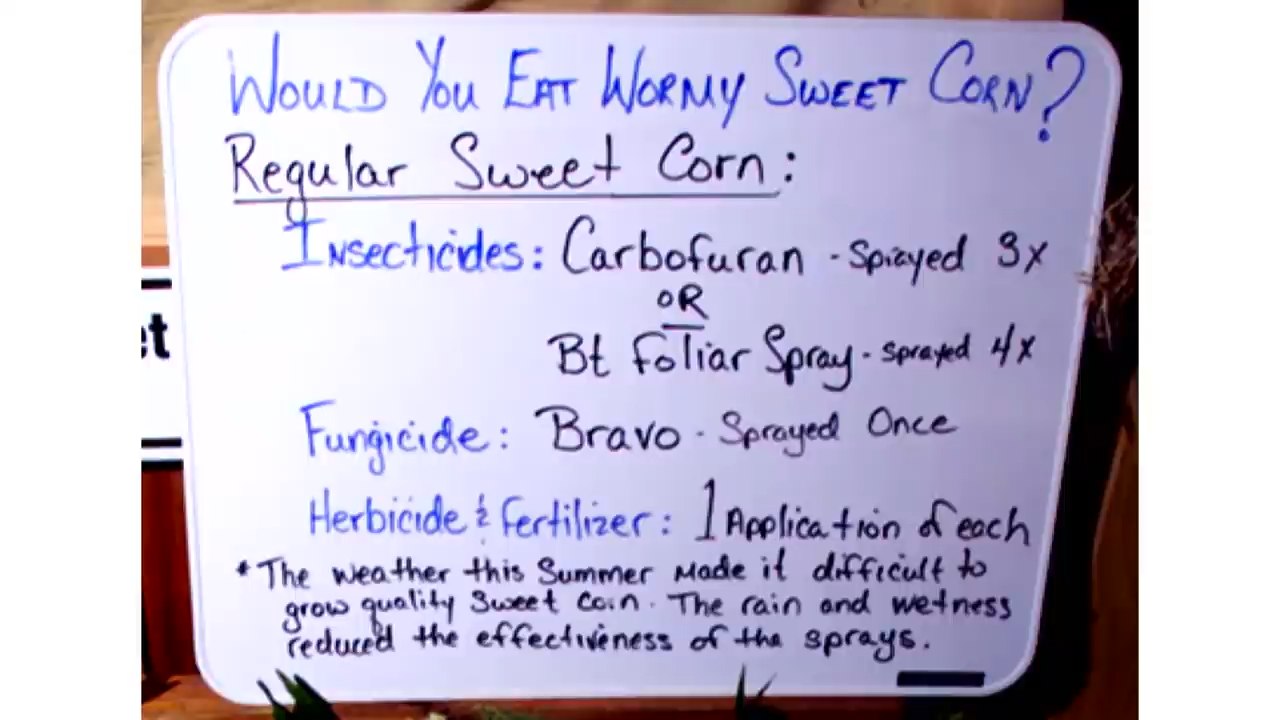 WOULD YOU EAT WORMY SWEET CORN?
Regular Sweet Corn:
INSECTICIDES: Carbofuran - Sprayed 3x
OR
Bt Foliar Spray - sprayed 4x
et
Fungicide: Bravo - Sprayed Once
Herbicide & Fertilizer: 1 Application of each
* The weather this Summer made it difficult to
grow quality Sweet Corn. The rain and wetness
reduced the effectiveness of the sprays.